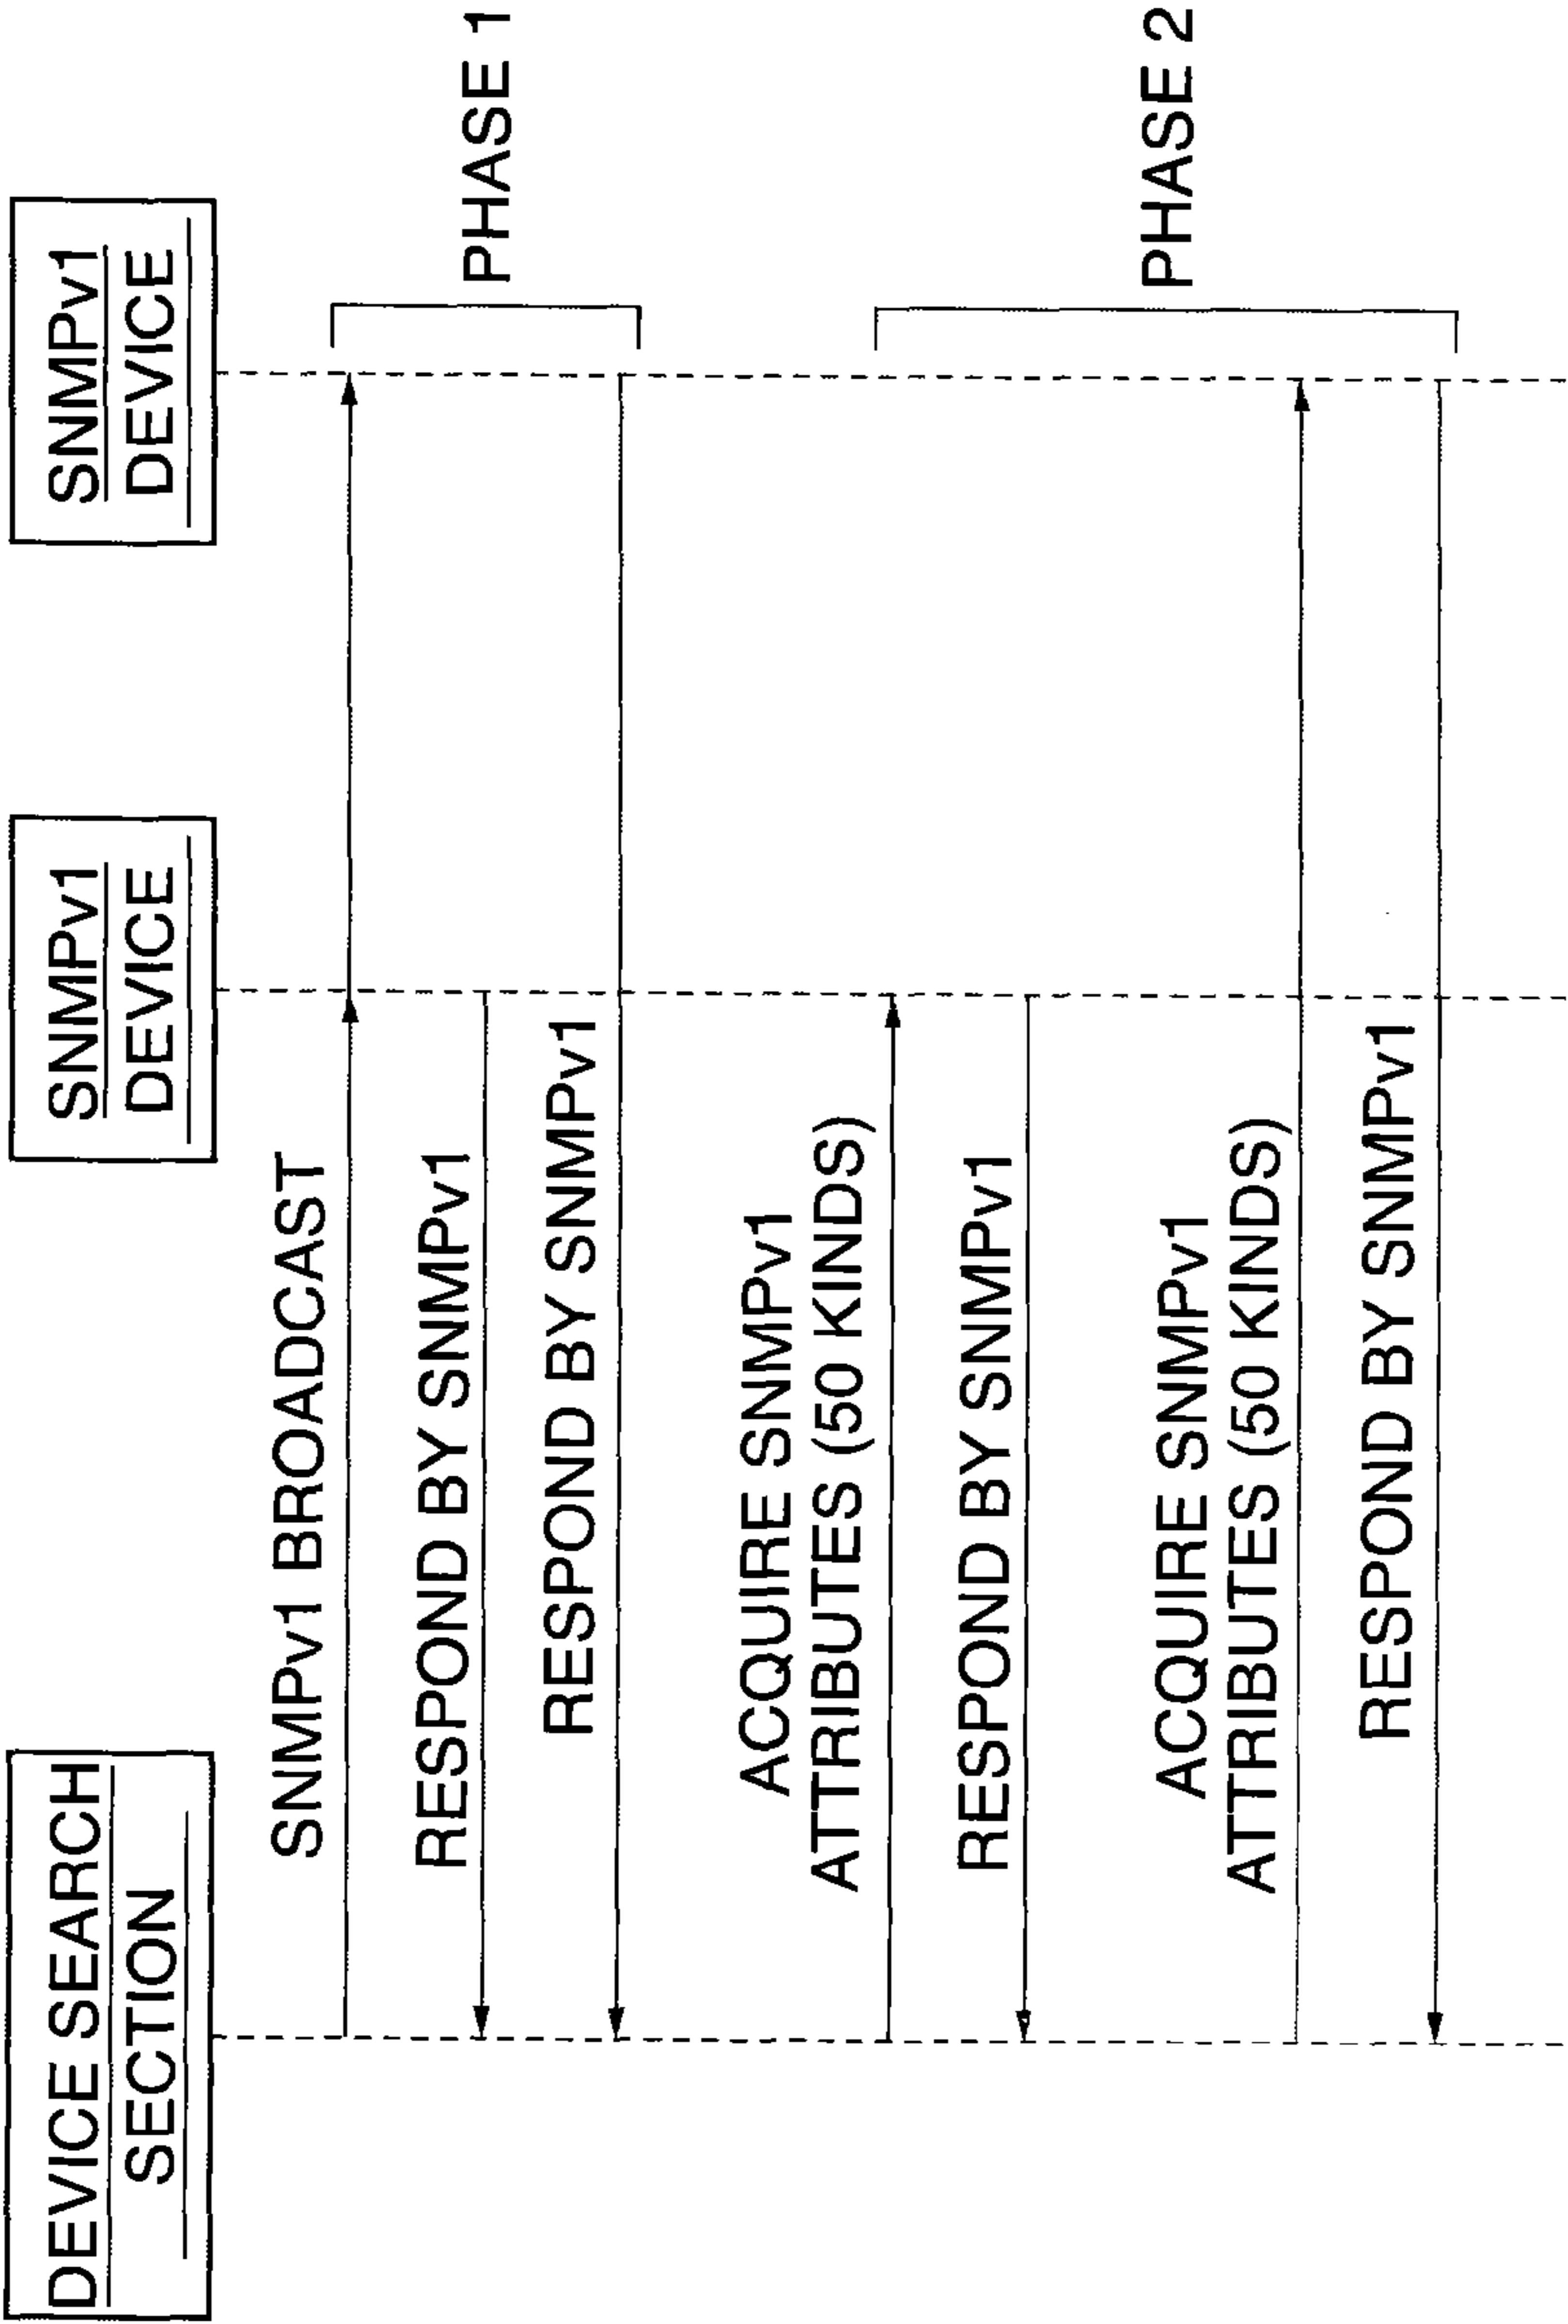 DEVICE SEARCH
SECTION
SNMPv1
DEVICE
SNMPv1
DEVICE
SNMPv1 BROADCAST
RESPOND BY SNMPv1
RESPOND BY SNMPv1
PHASE 1
ACQUIRE SNMPv1
ATTRIBUTES (50 KINDS)
RESPOND BY SNMPv1
ACQUIRE SNMPv1
ATTRIBUTES (50 KINDS)
RESPOND BY SNMPv1
PHASE 2